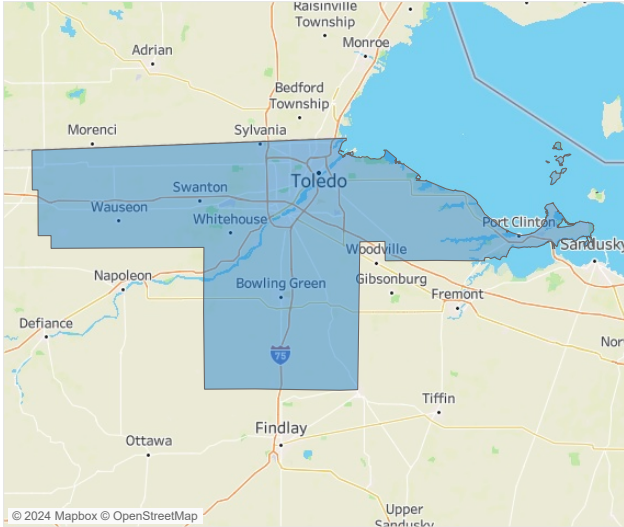 Raisinville
Township
Adrian
Monroe
Bedford
Township
Morenci
Sylvania
Toledo
Swanton
Wauseon
Whitehouse
Port Clinton
Sandusky
Woodville
Napoleon
Gibsonburg
Bowling Green
Fremont
Defiance
Nor
75
Tiffin
Findlay
Ottawa
Upper
Sandusky
© 2024 Mapbox © OpenStreetMap